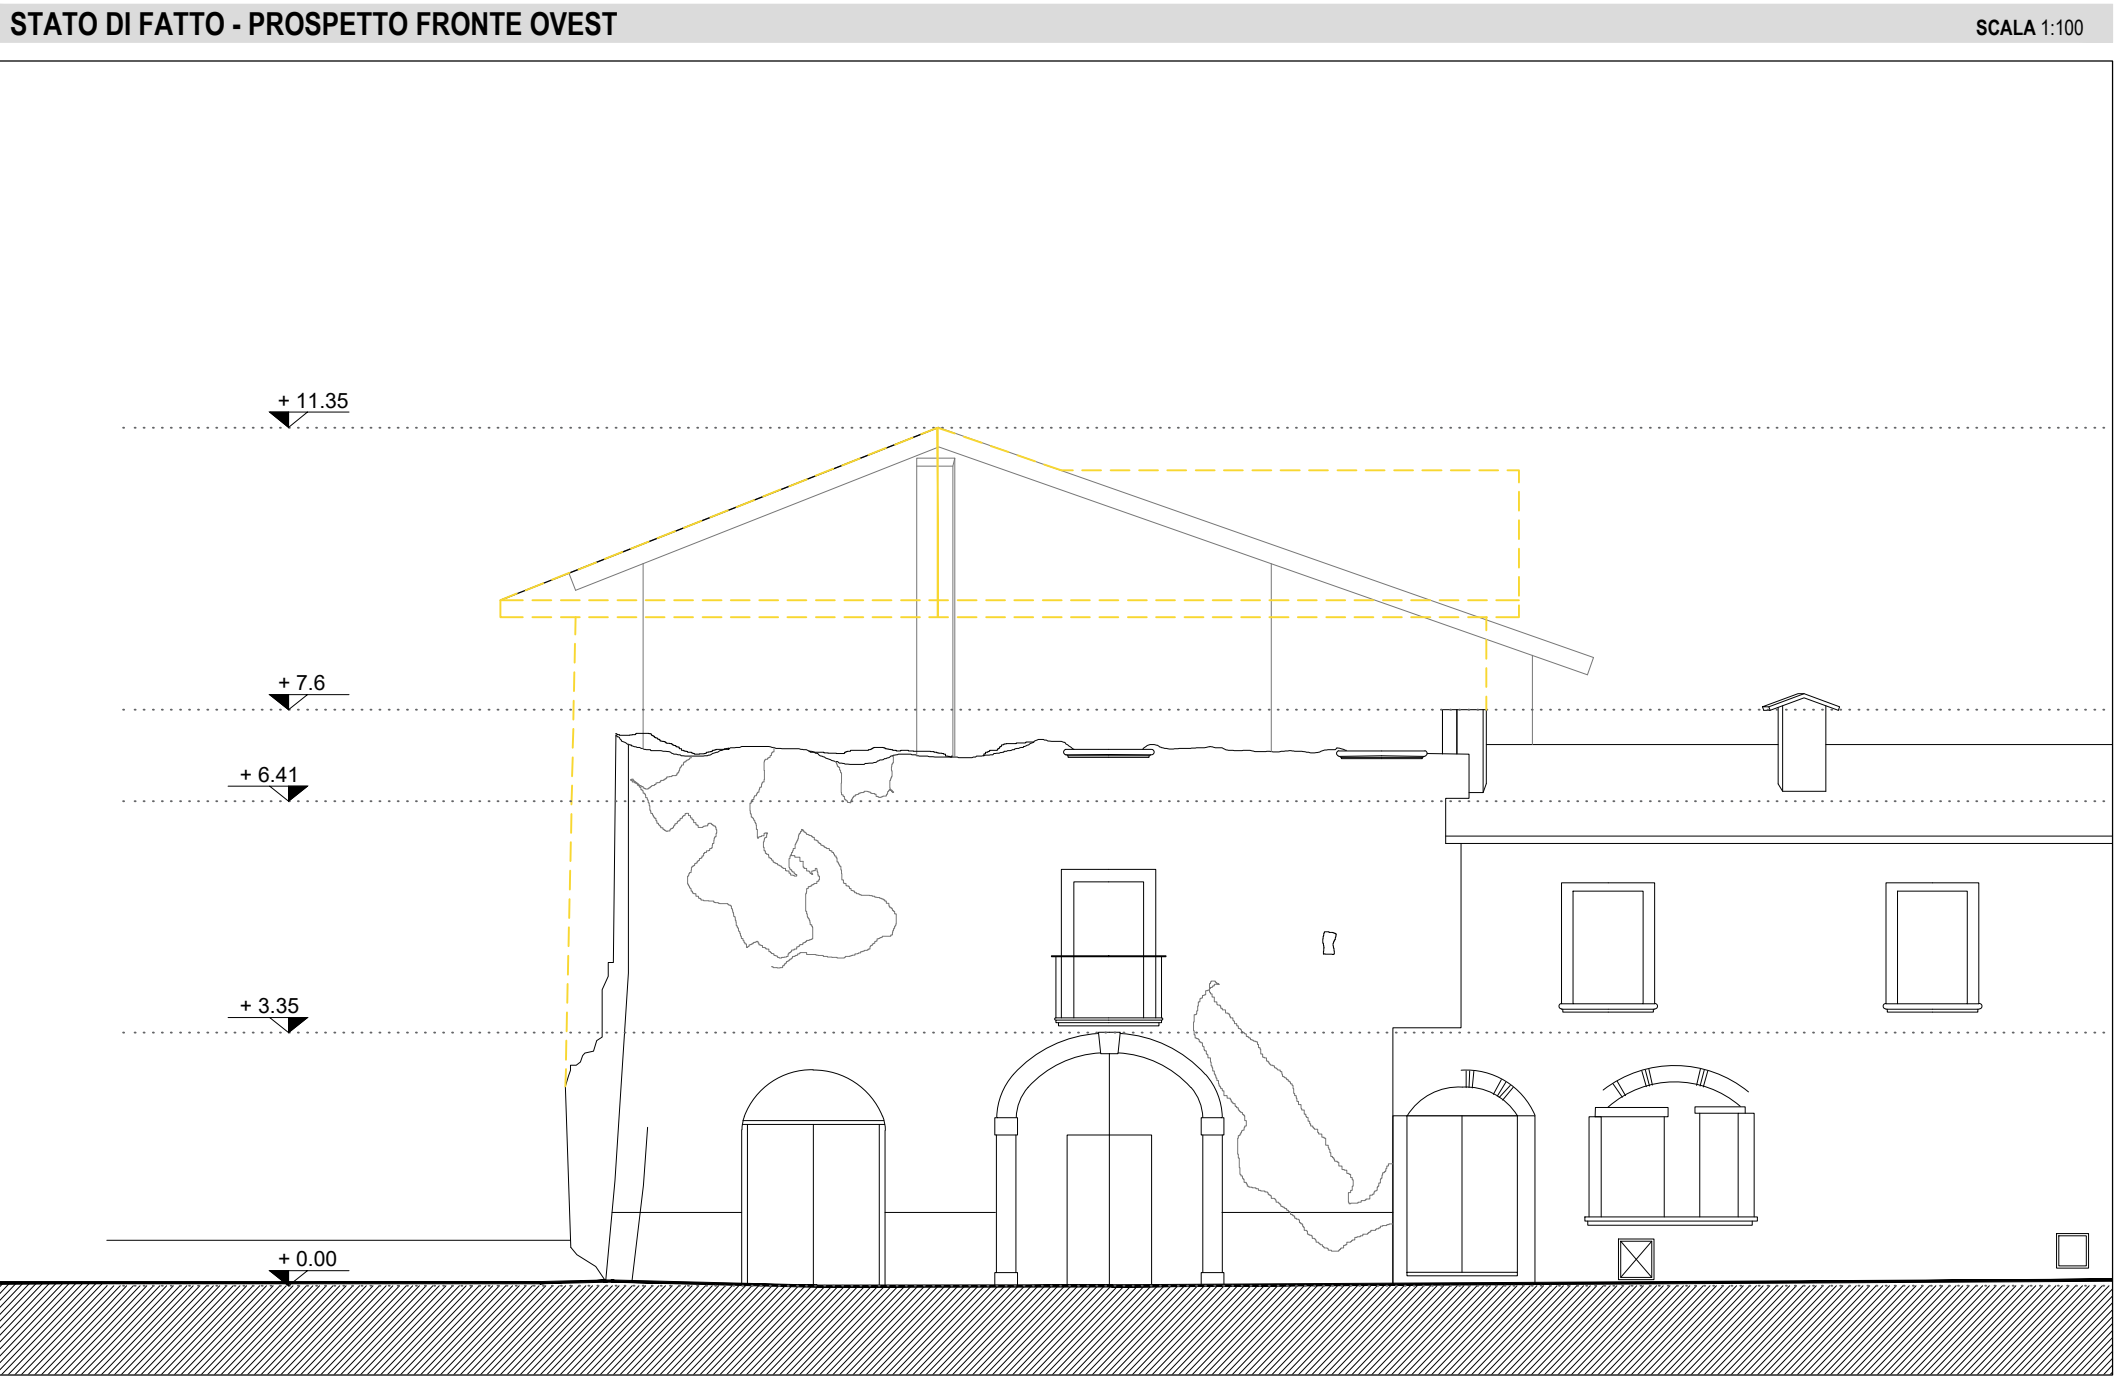 STATO DI FATTO - PROSPETTO FRONTE OVEST
SCALA 1:100
+ 11.35
+ 7.6
+ 6.41
+ 3.35
+ 0.00